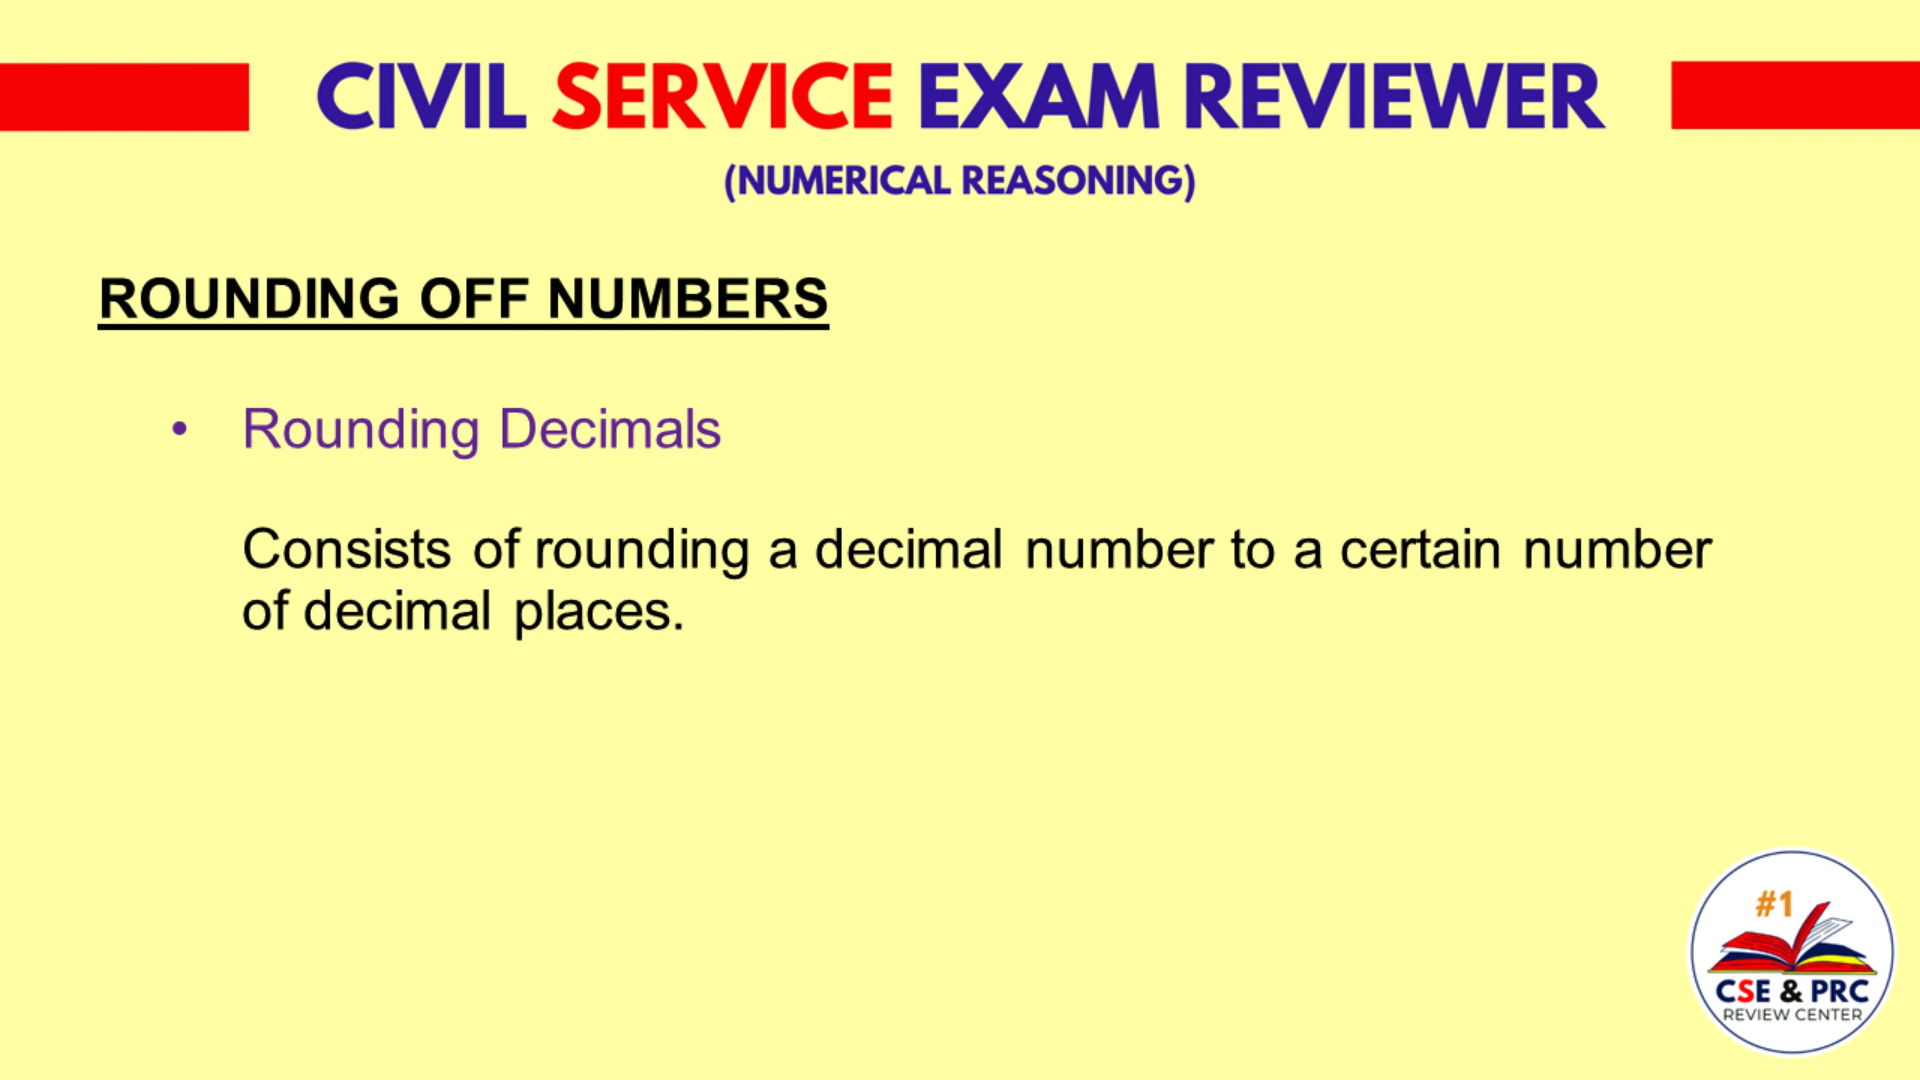 CIVIL SERVICE EXAM REVIEWER
(NUMERICAL REASONING)
ROUNDING OFF NUMBERS
• Rounding Decimals
Consists of rounding a decimal number to a certain number
of decimal places.
#1
CSE & PRC
REVIEW CENTER